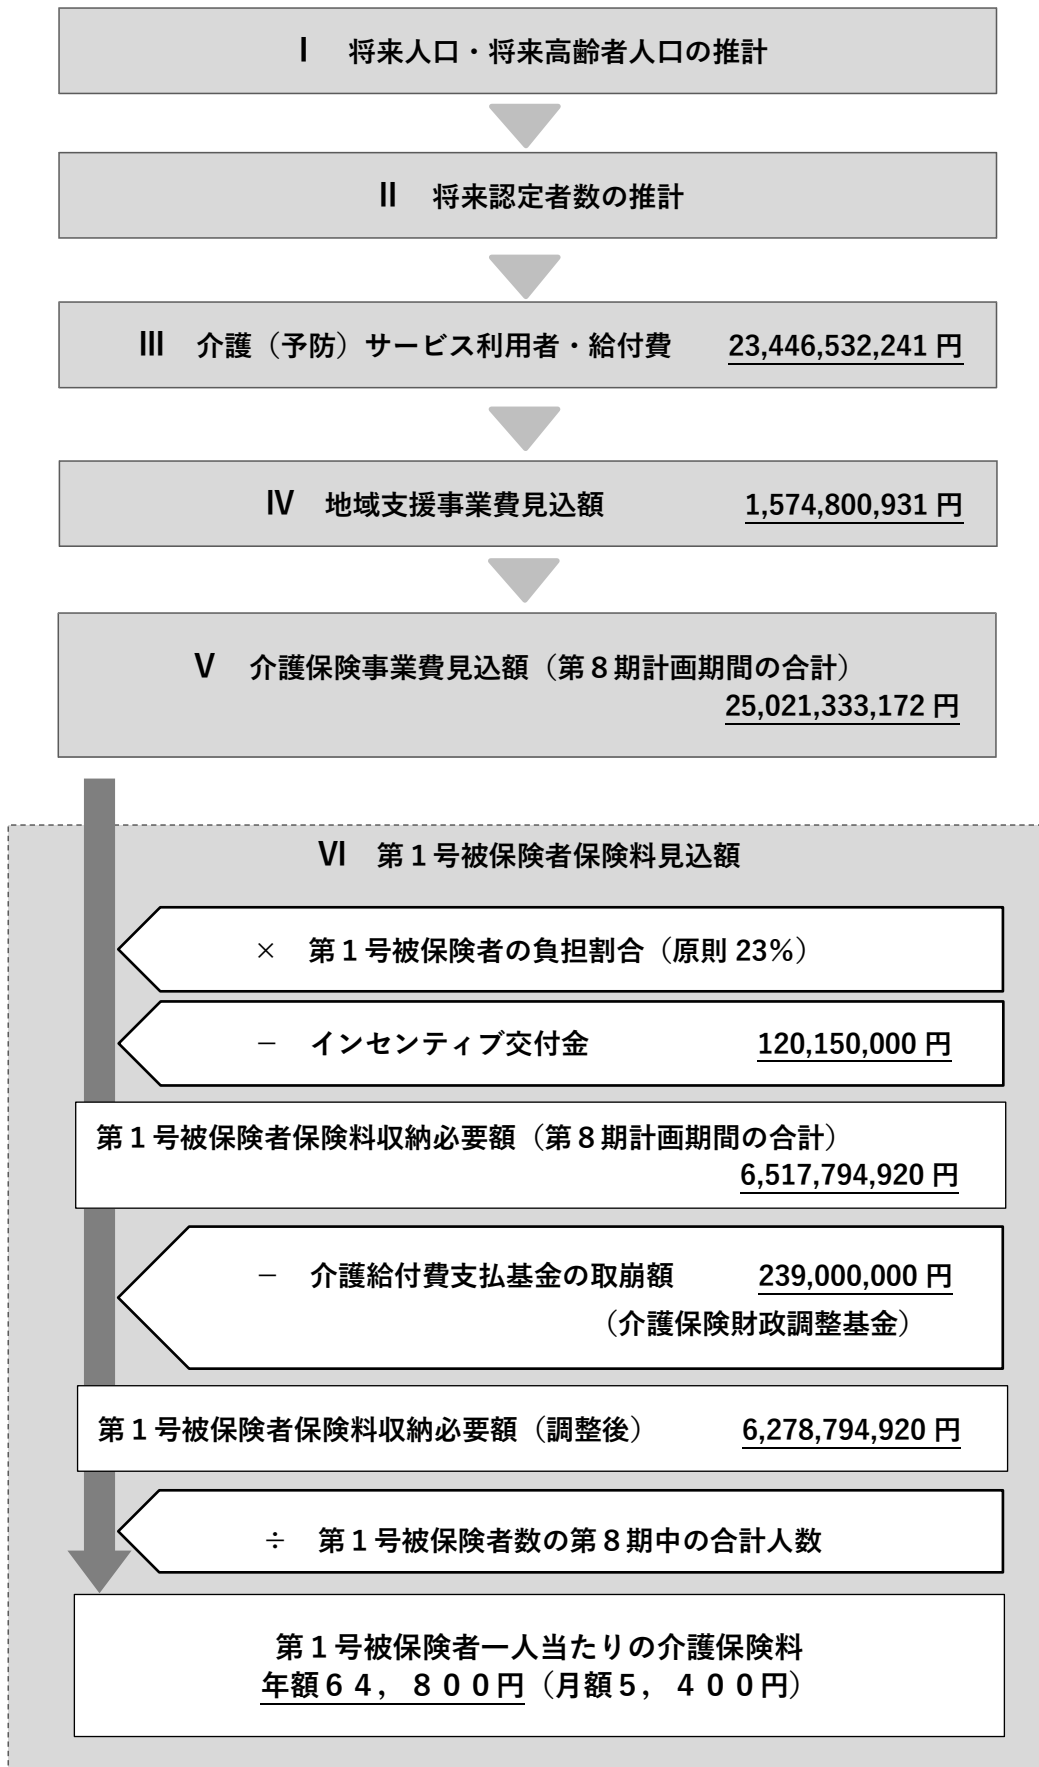 Ⅰ　将来人口・将来高齢者人口の推計
Ⅱ　将来認定者数の推計
Ⅲ　介護（予防）サービス利用者・給付費　23,446,532,241 円
Ⅳ　地域支援事業費見込額　1,574,800,931 円
Ⅴ　介護保険事業費見込額（第８期計画期間の合計）
25,021,333,172 円
Ⅵ　第１号被保険者保険料見込額
×　第１号被保険者の負担割合（原則 23％）
－　インセンティブ交付金　120,150,000 円
第１号被保険者保険料収納必要額（第８期計画期間の合計）
6,517,794,920 円
－　介護給付費支払基金の取崩額　239,000,000 円
（介護保険財政調整基金）
第１号被保険者保険料収納必要額（調整後）　6,278,794,920 円
÷　第１号被保険者数の第８期中の合計人数
第１号被保険者一人当たりの介護保険料
年額６４，８００円（月額５，４００円）